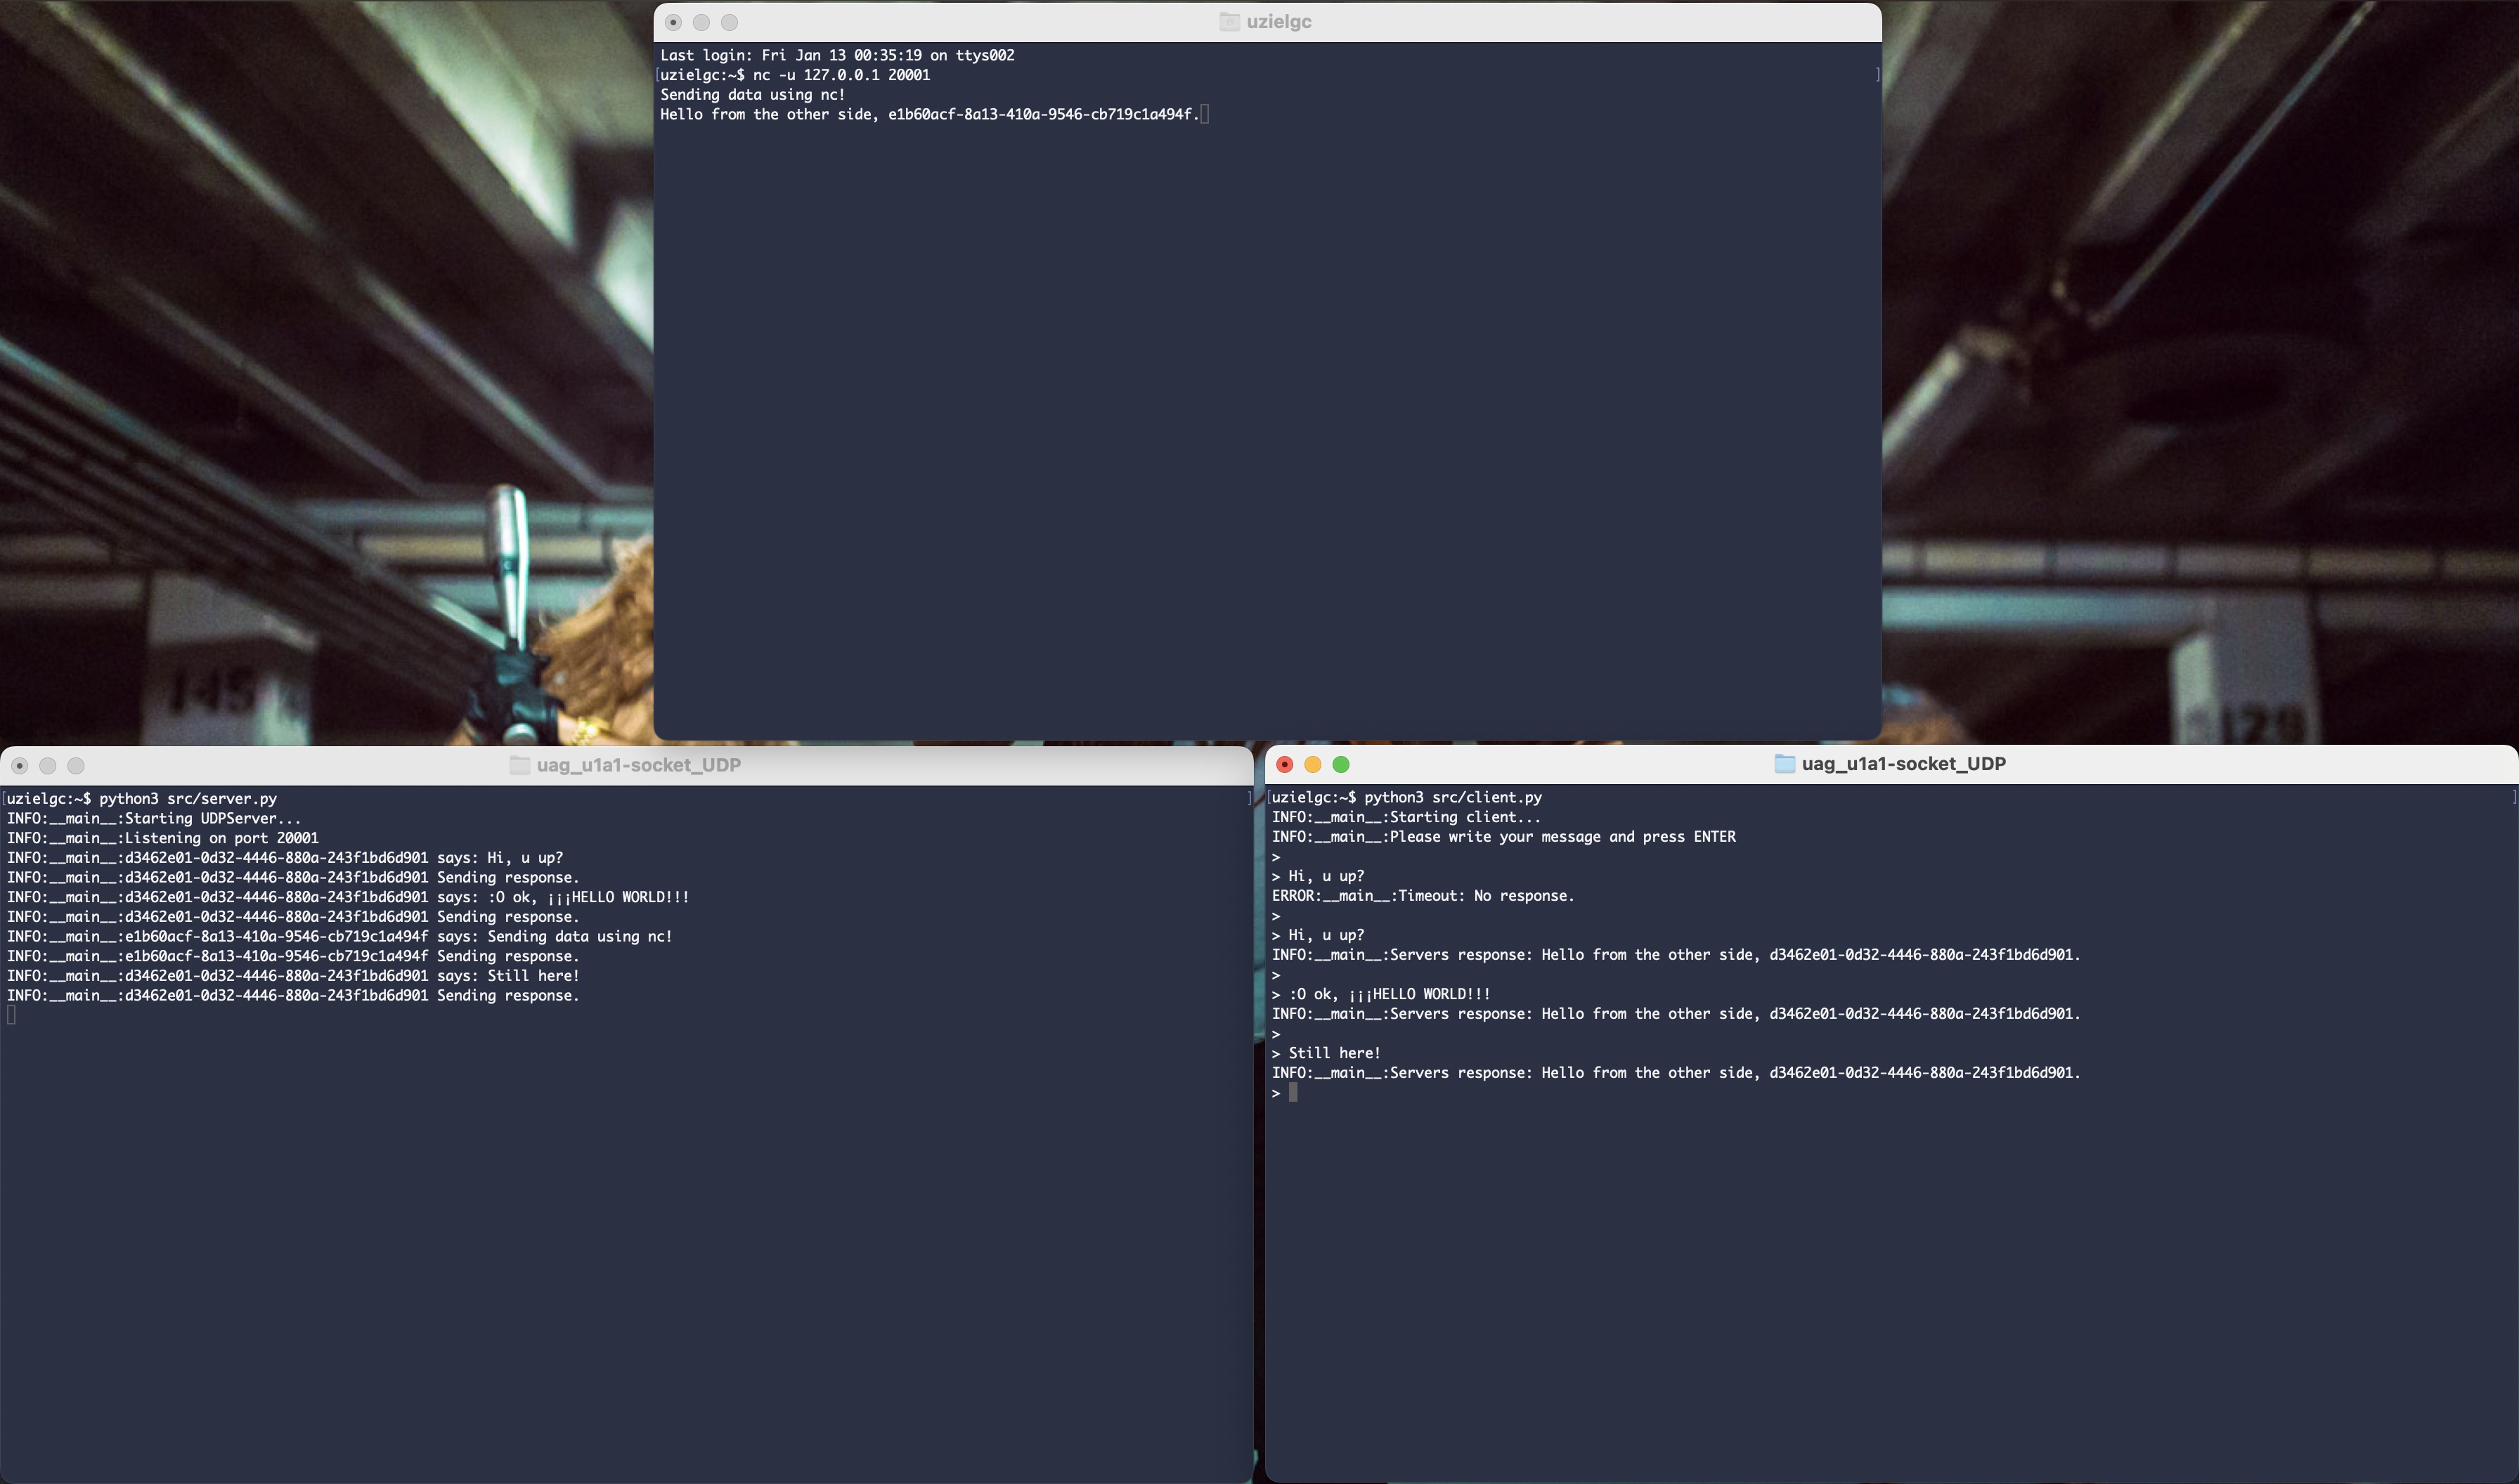 uzielgc
Last login: Fri Jan 13 00:35:19 on ttys002
[uzielgc:~$ nc -u 127.0.0.1 20001 ]
Sending data using nc!
Hello from the other side, e1b60acf-8a13-410a-9546-cb719c1a494f.
uag_u1a1-socket_UDP
[uzielgc:~$ python3 src/server.py ]
INFO:__main__:Starting UDPServer...
INFO:__main__:Listening on port 20001
INFO:__main__:d3462e01-0d32-4446-880a-243f1bd6d901 says: Hi, u up?
INFO:__main__:d3462e01-0d32-4446-880a-243f1bd6d901 Sending response.
INFO:__main__:d3462e01-0d32-4446-880a-243f1bd6d901 says: :O ok, ¡¡¡HELLO WORLD!!!
INFO:__main__:d3462e01-0d32-4446-880a-243f1bd6d901 Sending response.
INFO:__main__:e1b60acf-8a13-410a-9546-cb719c1a494f says: Sending data using nc!
INFO:__main__:e1b60acf-8a13-410a-9546-cb719c1a494f Sending response.
INFO:__main__:d3462e01-0d32-4446-880a-243f1bd6d901 says: Still here!
INFO:__main__:d3462e01-0d32-4446-880a-243f1bd6d901 Sending response.
uag_u1a1-socket_UDP
[uzielgc:~$ python3 src/client.py ]
INFO:__main__:Starting client...
INFO:__main__:Please write your message and press ENTER
>
> Hi, u up?
ERROR:__main__:Timeout: No response.
>
> Hi, u up?
INFO:__main__:Servers response: Hello from the other side, d3462e01-0d32-4446-880a-243f1bd6d901.
>
> :O ok, ¡¡¡HELLO WORLD!!!
INFO:__main__:Servers response: Hello from the other side, d3462e01-0d32-4446-880a-243f1bd6d901.
>
> Still here!
INFO:__main__:Servers response: Hello from the other side, d3462e01-0d32-4446-880a-243f1bd6d901.
>